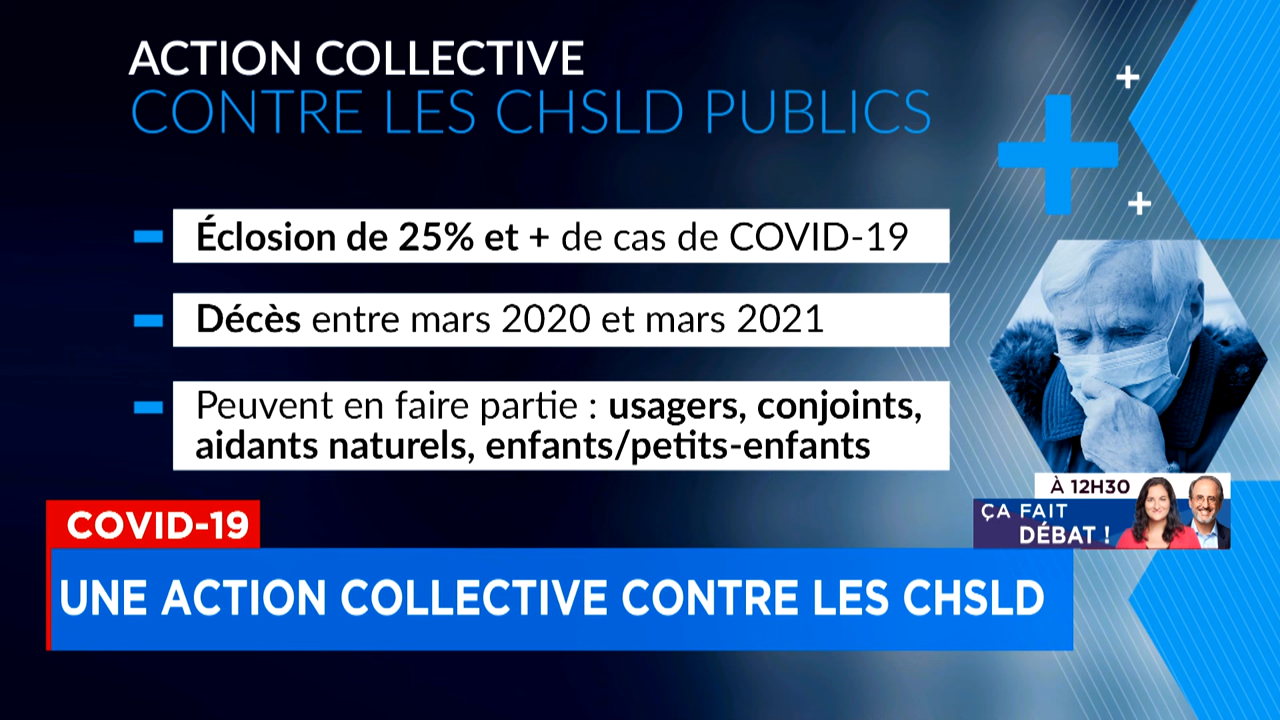 ACTION COLLECTIVE
CONTRE LES CHSLD PUBLICS
Éclosion de 25% et + de cas de COVID-19
Décès entre mars 2020 et mars 2021
Peuvent en faire partie : usagers, conjoints,
aidants naturels, enfants/petits-enfants
À 12H30
ÇA FAIT
DÉBAT !
COVID-19
UNE ACTION COLLECTIVE CONTRE LES CHSLD